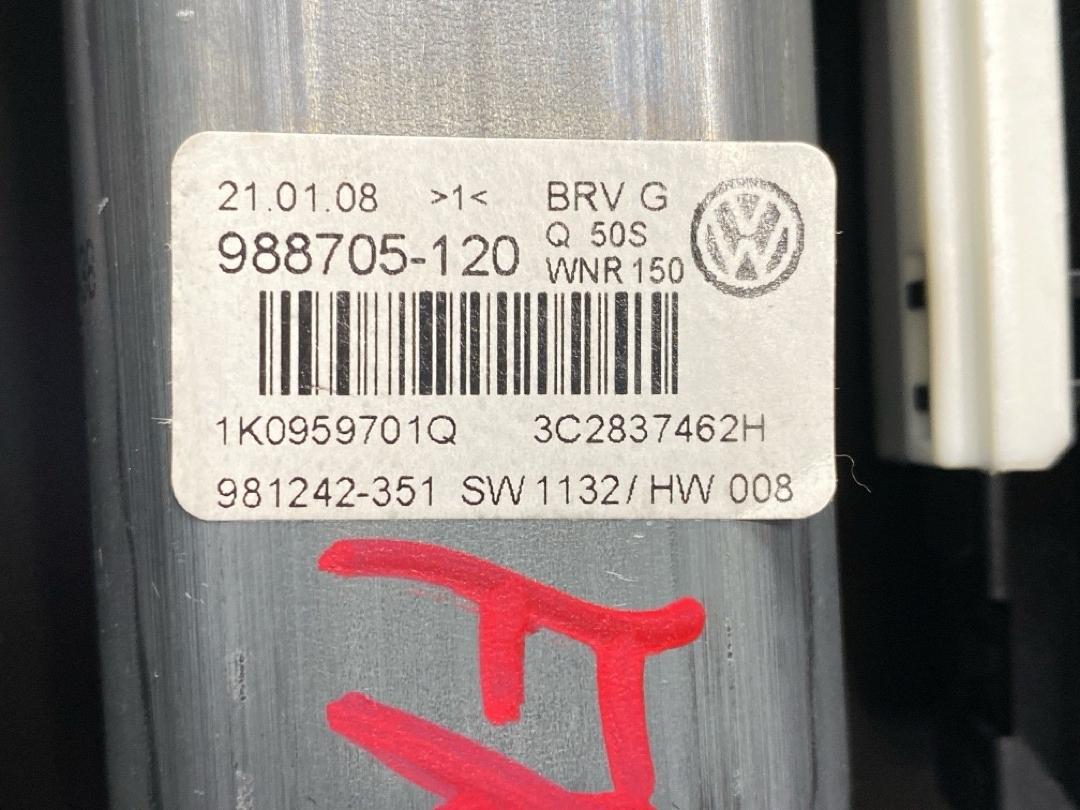 21.01.08 >1< BRV G
988705-120 Q 50S
WNR 150
1K0959701Q 3C2837462H
981242-351 SW 1132/ HW 008
F